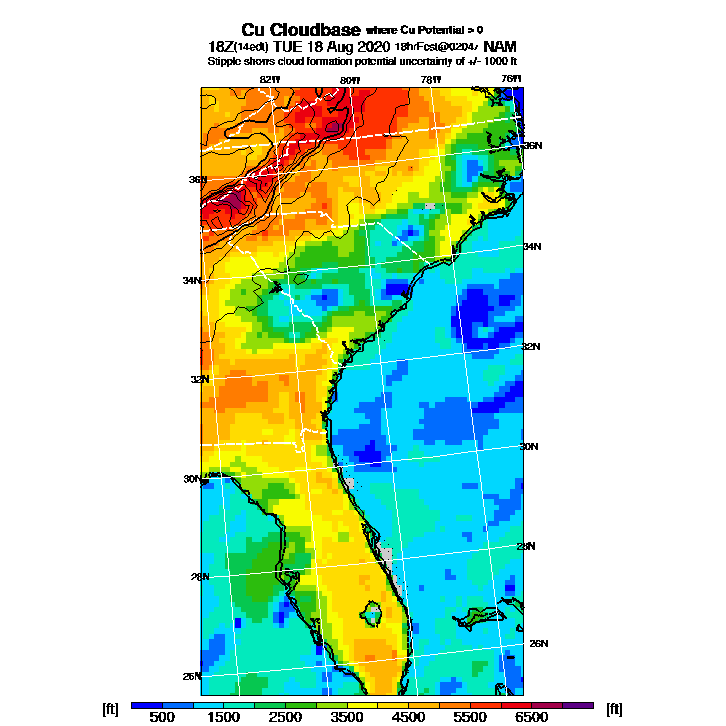 Cu Cloudbase where Cu Potential > 0
18Z(14edt) TUE 18 Aug 2020 18hrFcst@0204z NAM
Stipple shows cloud formation potential uncertainty of +/- 1000 ft
82W 80W 78W 76W
36N
36N
34N
34N
32N
32N
30N
30N
28N
28N
26N
26N
[ft] 500 1500 2500 3500 4500 5500 6500 [ft]